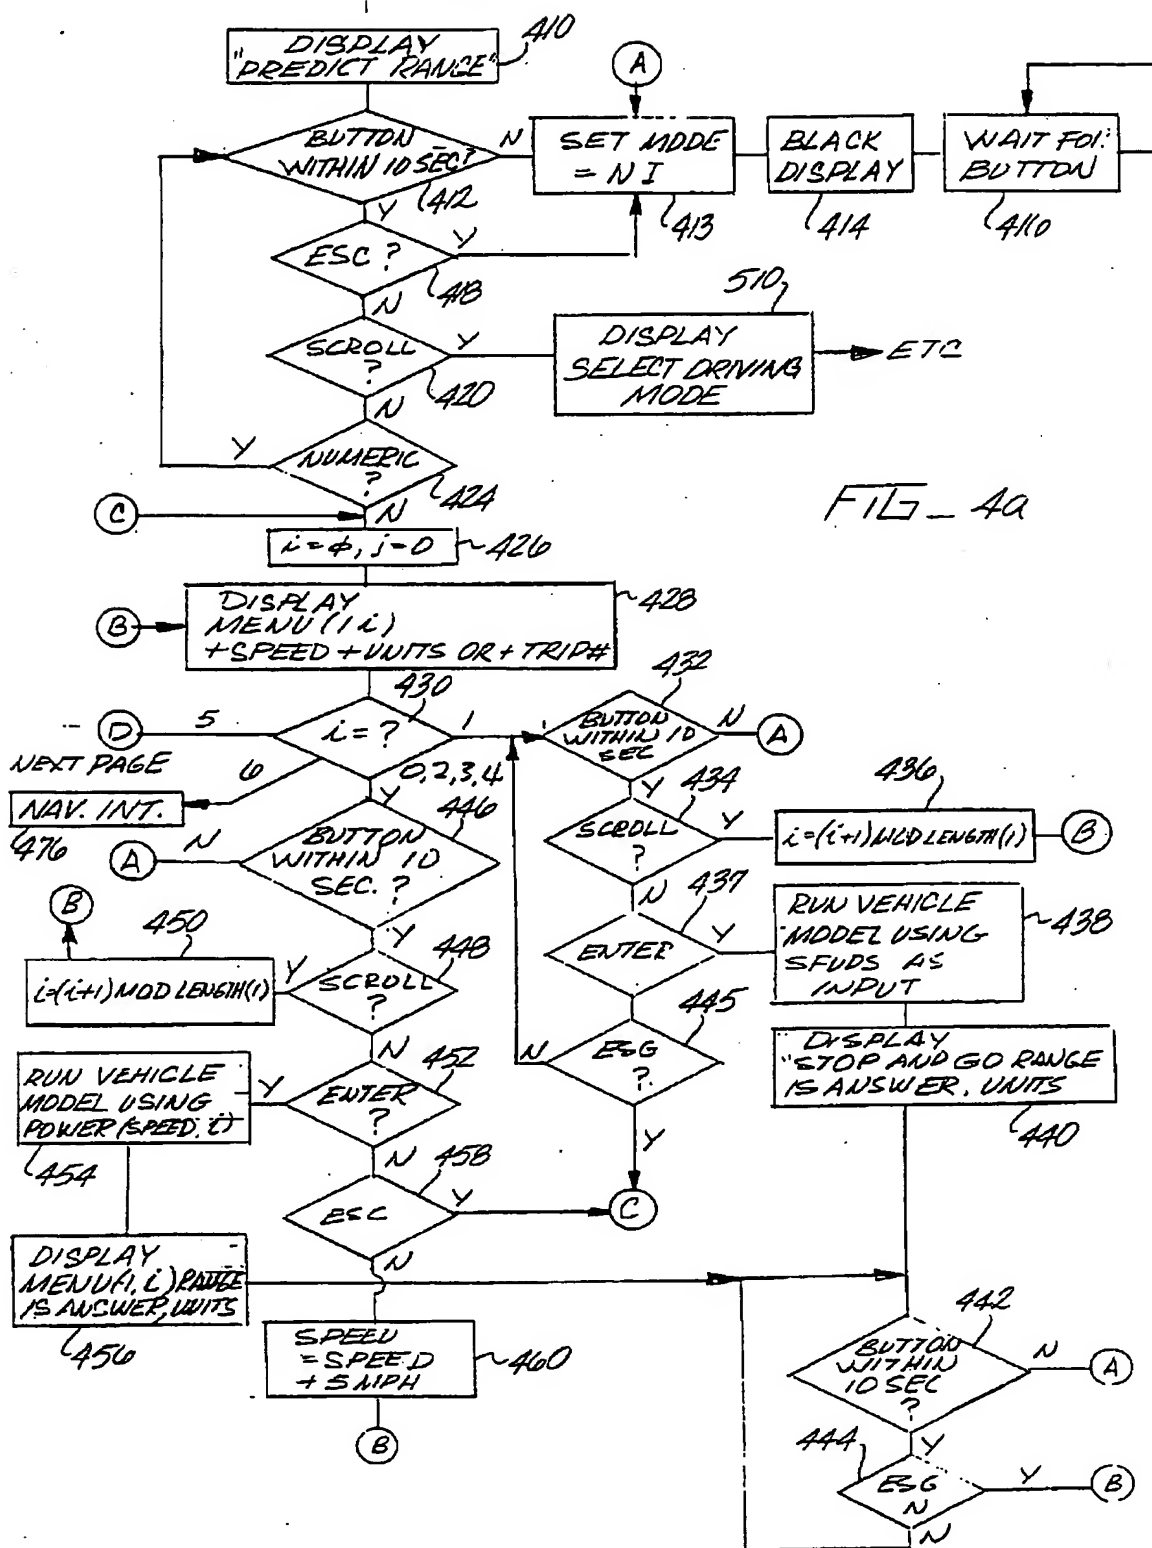 DISPLAY
"PREDICT RANGE"
410
BUTTON
WITHIN 10 SEC?
412
N
Y
A
SET MODE
= NI
413
BLACK
DISPLAY
414
WAIT FOR
BUTTON
416
ESC ?
418
Y
N
SCROLL
?
420
Y
N
510
DISPLAY
SELECT DRIVING
MODE
ETC
NUMERIC
?
424
Y
N
FIG_ 4a
C
i=φ, j=0
426
B
DISPLAY
MENU (1 i)
+SPEED +UNITS OR + TRIP#
428
430
i = ?
D
5
1
NEXT PAGE
6
0,2,3,4
Y
NAV. INT.
476
432
BUTTON
WITHIN 10
SEC
N
A
Y
434
SCROLL
?
Y
N
436
i=(i+1) MOD LENGTH(1)
B
437
ENTER
Y
RUN VEHICLE
MODEL USING
SFUDS AS
INPUT
438
445
ESG
?
N
Y
C
DISPLAY
"STOP AND GO RANGE
IS ANSWER, UNITS
440
446
BUTTON
WITHIN 10
SEC. ?
N
A
Y
B
450
i=(i+1) MOD LENGTH(1)
448
SCROLL
?
Y
N
452
ENTER
?
Y
N
RUN VEHICLE
MODEL USING
POWER (SPEED, i)
454
458
ESC
Y
N
DISPLAY
MENU(1, i) RANGE
IS ANSWER, UNITS
456
SPEED
=SPEED
+ 5MPH
460
B
442
BUTTON
WITHIN
10 SEC
?
N
A
Y
444
ESG
N
Y
B
N